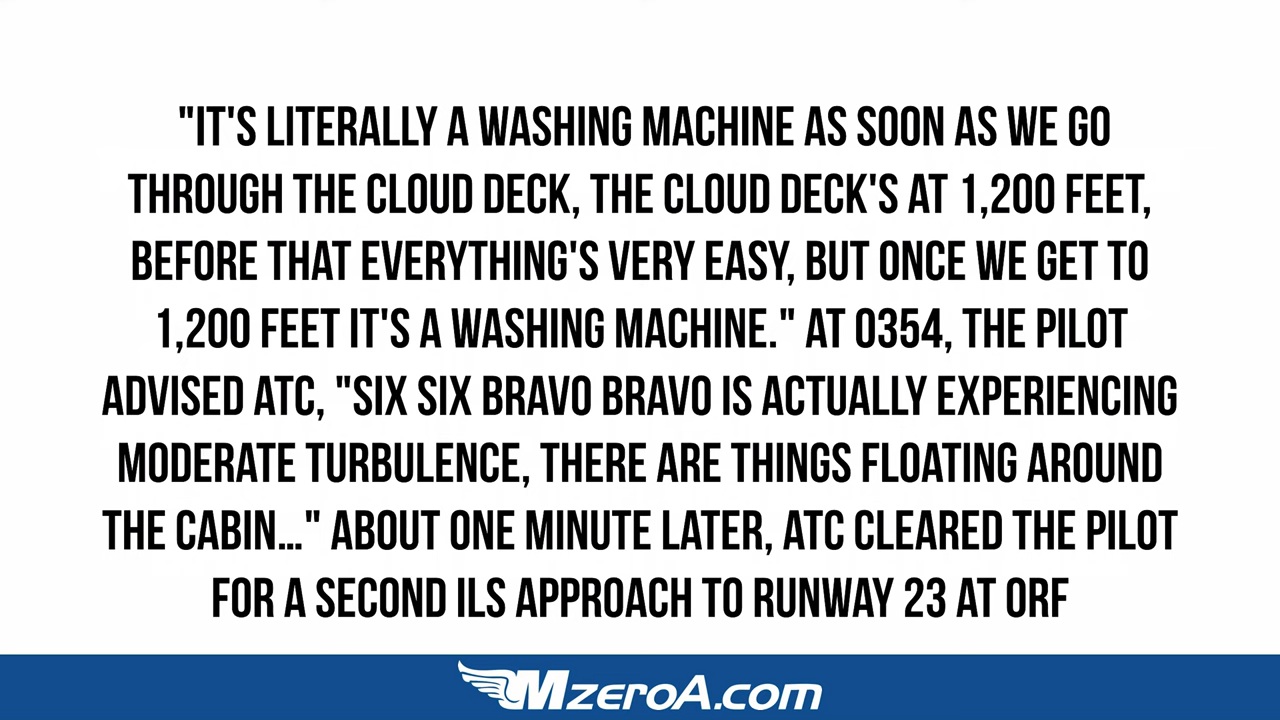 "IT'S LITERALLY A WASHING MACHINE AS SOON AS WE GO
THROUGH THE CLOUD DECK, THE CLOUD DECK'S AT 1,200 FEET,
BEFORE THAT EVERYTHING'S VERY EASY, BUT ONCE WE GET TO
1,200 FEET IT'S A WASHING MACHINE." AT 0354, THE PILOT
ADVISED ATC, "SIX SIX BRAVO BRAVO IS ACTUALLY EXPERIENCING
MODERATE TURBULENCE, THERE ARE THINGS FLOATING AROUND
THE CABIN..." ABOUT ONE MINUTE LATER, ATC CLEARED THE PILOT
FOR A SECOND ILS APPROACH TO RUNWAY 23 AT ORF
MzeroA.com